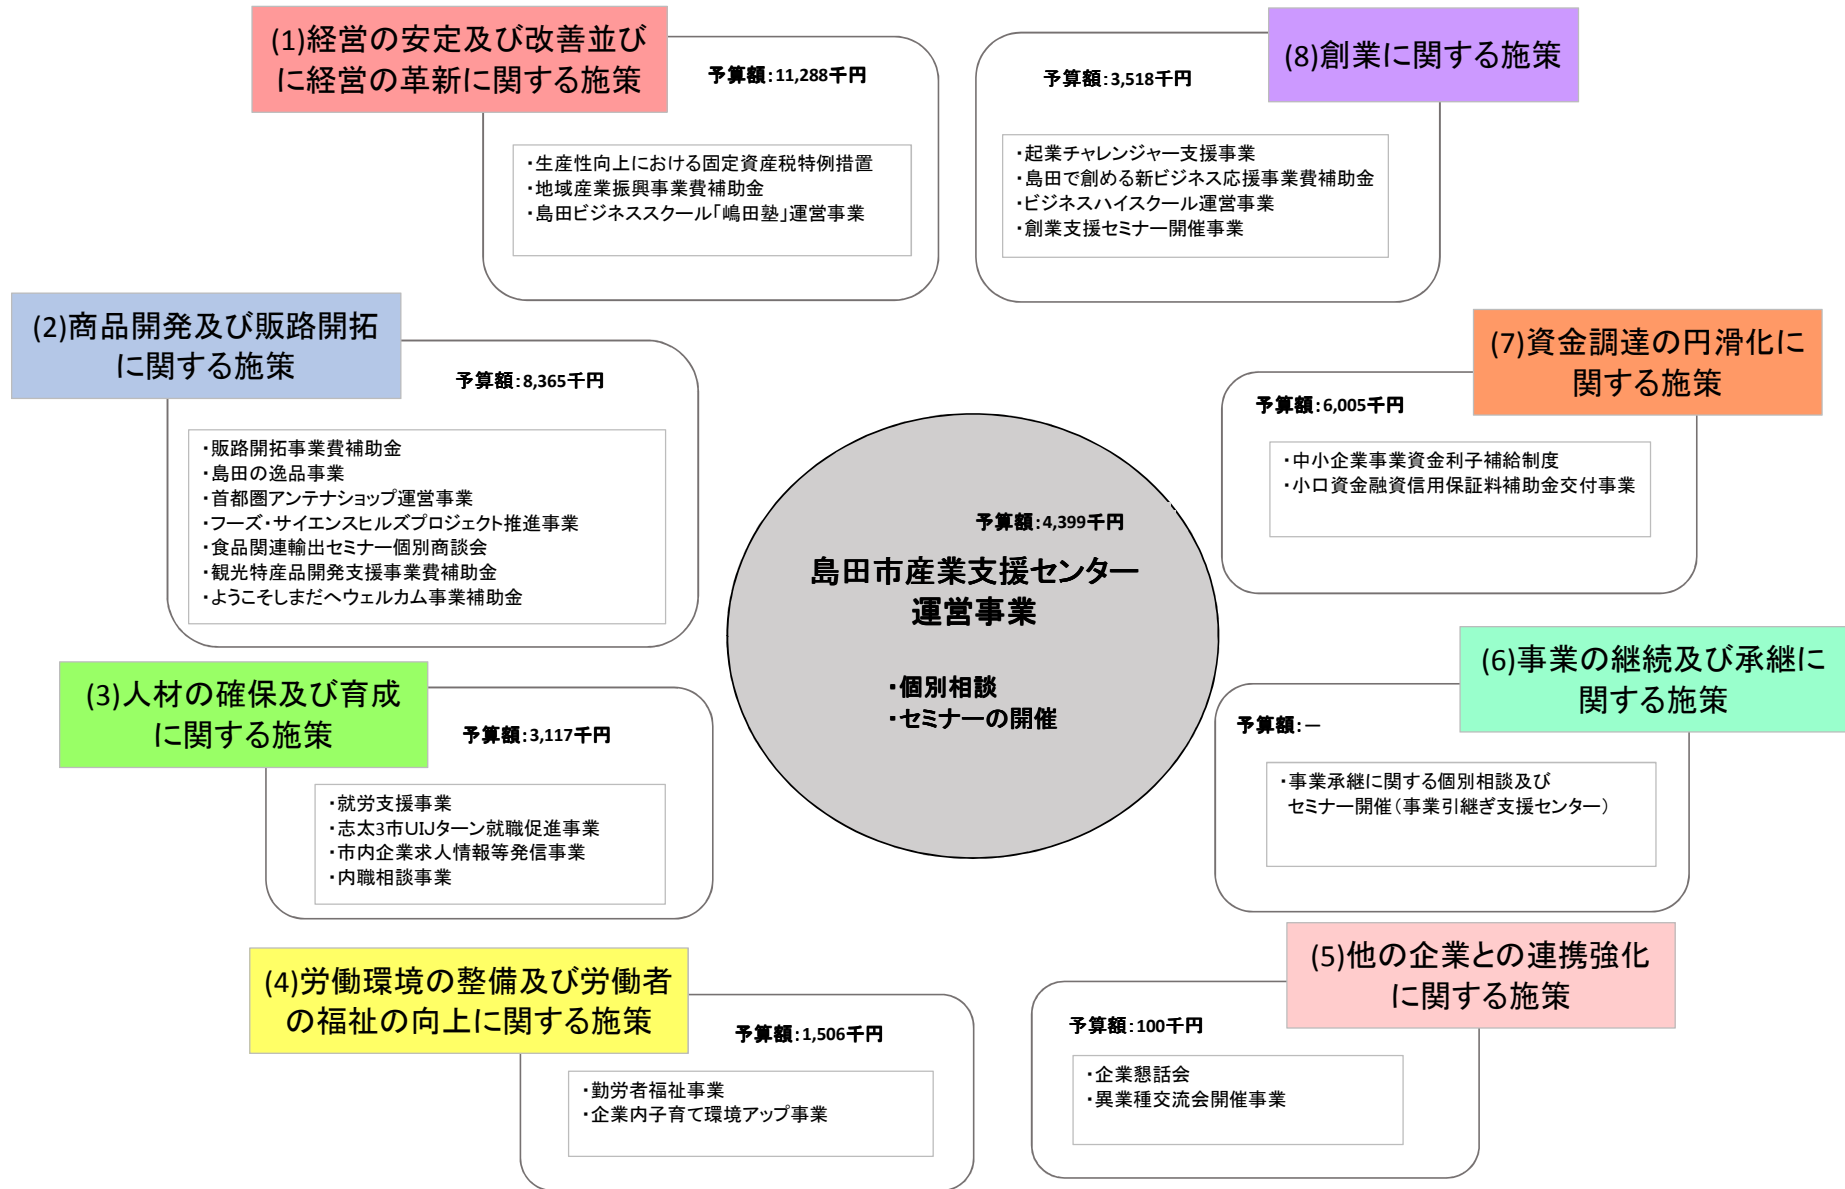 (1)経営の安定及び改善並び
に経営の革新に関する施策
予算額:11,288千円
・生産性向上における固定資産税特例措置
・地域産業振興事業費補助金
・島田ビジネススクール「嶋田塾」運営事業
(8)創業に関する施策
予算額:3,518千円
・起業チャレンジャー支援事業
・島田で創める新ビジネス応援事業費補助金
・ビジネスハイスクール運営事業
・創業支援セミナー開催事業
(2)商品開発及び販路開拓
に関する施策
予算額:8,365千円
・販路開拓事業費補助金
・島田の逸品事業
・首都圏アンテナショップ運営事業
・フーズ・サイエンスヒルズプロジェクト推進事業
・食品関連輸出セミナー個別商談会
・観光特産品開発支援事業費補助金
・ようこそしまだへウェルカム事業補助金
(7)資金調達の円滑化に
関する施策
予算額:6,005千円
・中小企業事業資金利子補給制度
・小口資金融資信用保証料補助金交付事業
予算額:4,399千円
島田市産業支援センター
運営事業
・個別相談
・セミナーの開催
(3)人材の確保及び育成
に関する施策
予算額:3,117千円
・就労支援事業
・志太3市UIJターン就職促進事業
・市内企業求人情報等発信事業
・内職相談事業
(6)事業の継続及び承継に
関する施策
予算額:－
・事業承継に関する個別相談及び
セミナー開催(事業引継ぎ支援センター)
(4)労働環境の整備及び労働者
の福祉の向上に関する施策
予算額:1,506千円
・勤労者福祉事業
・企業内子育て環境アップ事業
(5)他の企業との連携強化
に関する施策
予算額:100千円
・企業懇話会
・異業種交流会開催事業